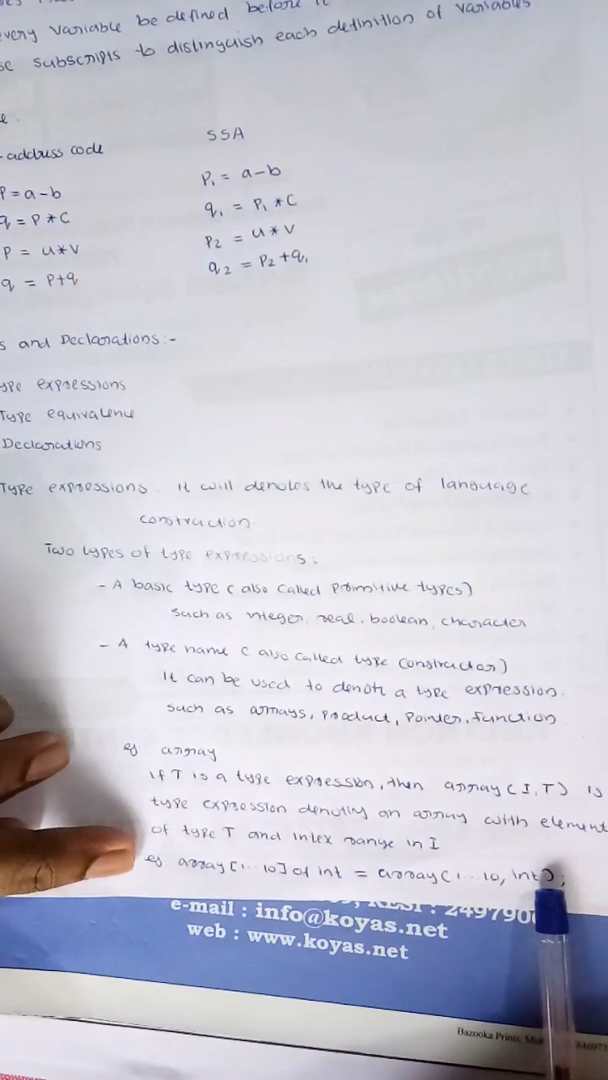 every variable be defined before it
subscripts to distinguish each definition of variables
address code
SSA
P = a-b
P₁ = a-b
q = P*C
q₁ = P₁ *C
P = u*v
P₂ = u*v
q = P+q
q₂ = P₂+q₁
and Declarations :-
expressions
Type equivalence
Declarations
Type expressions : It will denotes the type of language
construction
Two types of type expressions :
- A basic type ( also called primitive types)
such as integer, real, boolean, character
- A type name ( also called type constructor)
It can be used to denote a type expression.
such as arrays, product, pointer, function
eg array
if T is a type expression, then array (I,T) is
type expression denoting an array with element
of type T and index range in I
eg array [1..10] of int = array(1...10, int);
2497900
e-mail : info@koyas.net
web : www.koyas.net
Bazooka Prints,